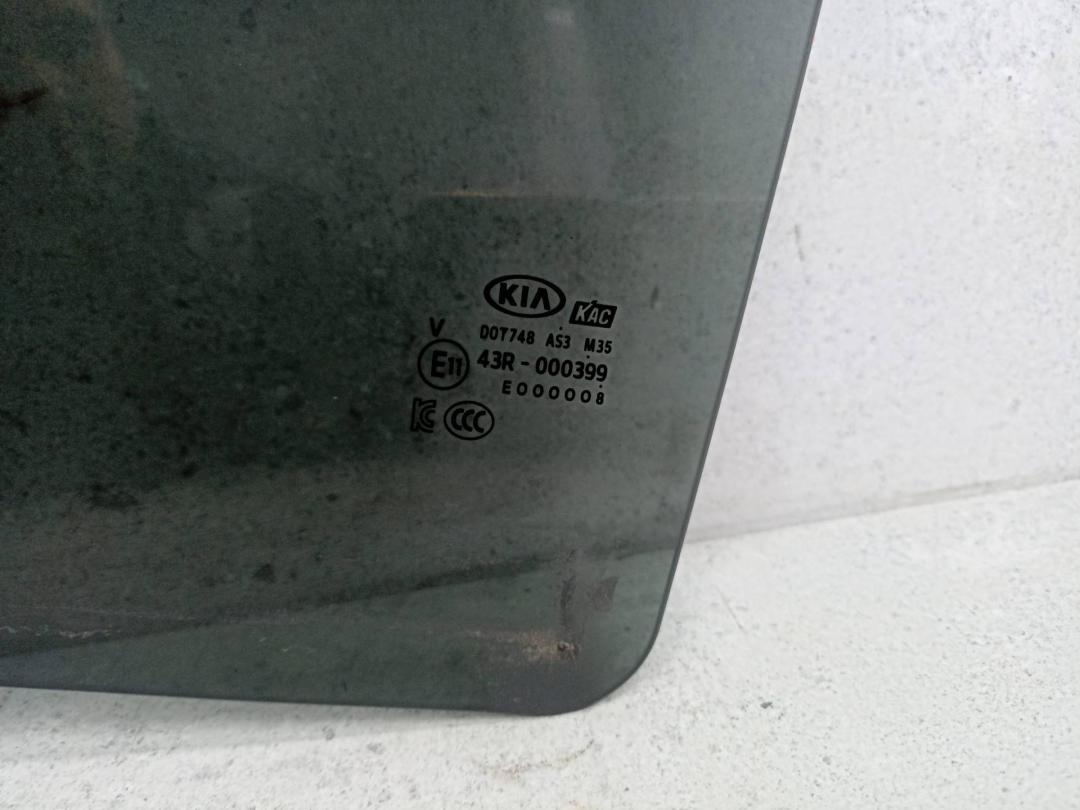 KIA
KAC
V
DOT748 AS3 M35
E11 43R-000399
E000008
KC CCC